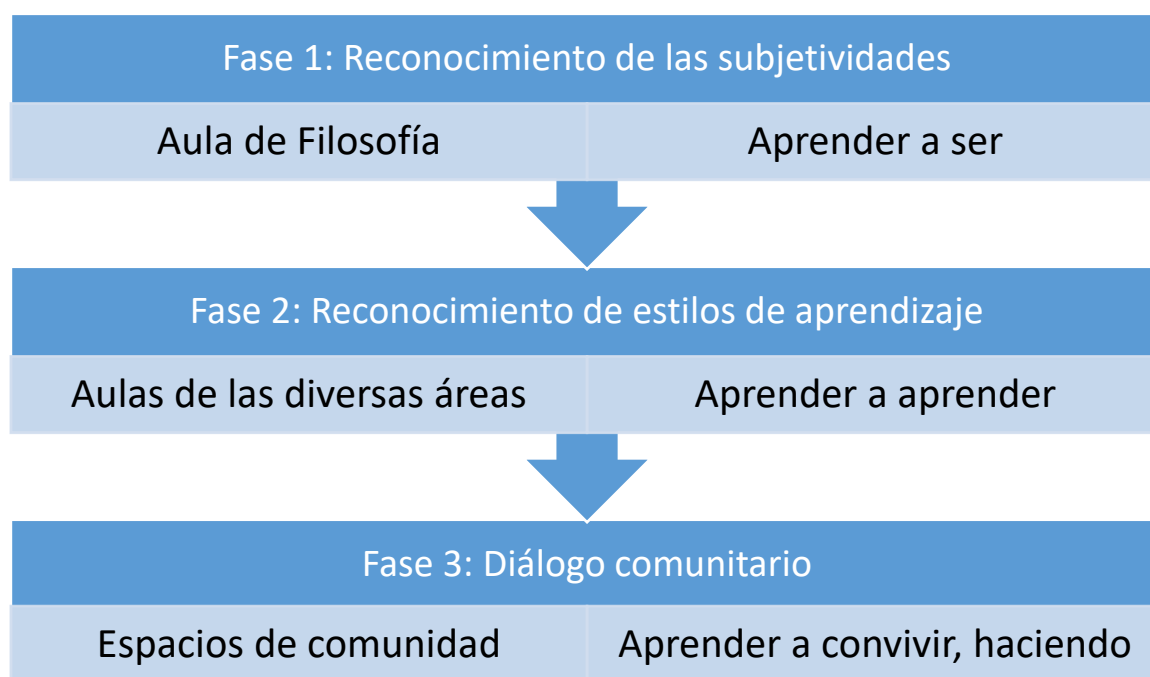 Fase 1: Reconocimiento de las subjetividades
Aula de Filosofía
Aprender a ser
Fase 2: Reconocimiento de estilos de aprendizaje
Aulas de las diversas áreas
Aprender a aprender
Fase 3: Diálogo comunitario
Espacios de comunidad
Aprender a convivir, haciendo